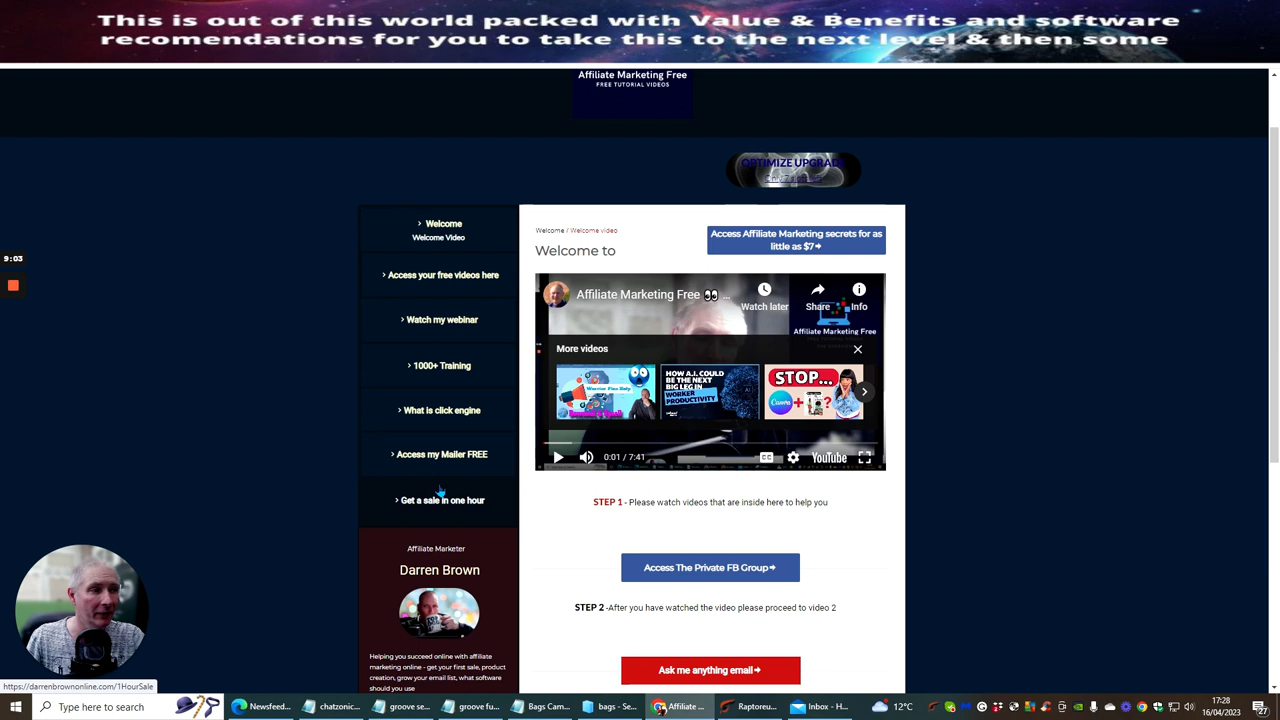 This is out of this world packed with Value & Benefits and software
recomendations for you to take this to the next level & then some
Affiliate Marketing Free
FREE TUTORIAL VIDEOS
OPTIMIZE UPGRADE
9:03
> Welcome
Welcome Video
> Access your free videos here
> Watch my webinar
> 1000+ Training
> What is click engine
> Access my Mailer FREE
> Get a sale in one hour
Affiliate Marketer
Darren Brown
Helping you succeed online with affiliate
marketing online - get your first sale, product
creation, grow your email list, what software
should you use
Welcome / Welcome video
Welcome to
Access Affiliate Marketing secrets for as
little as $7
Affiliate Marketing Free 👀 ...
Watch later
Share
Info
Affiliate Marketing Free
More videos
Warrior Plus Help
HOW A.I. COULD
BE THE NEXT
BIG LEG IN
WORKER
PRODUCTIVITY
STOP...
Canva
0:01 / 7:41
CC
YouTube
STEP 1 - Please watch videos that are inside here to help you
Access The Private FB Group
STEP 2 -After you have watched the video please proceed to video 2
Ask me anything email
https://darrenbrownonline.com/1HourSale
Type here to search
Newsfeed...
chatzonic...
groove se...
groove fu...
Bags Cam...
bags - Se...
Affiliate ...
Raptoreu...
Inbox - H...
12°C
17:28
16/04/2023